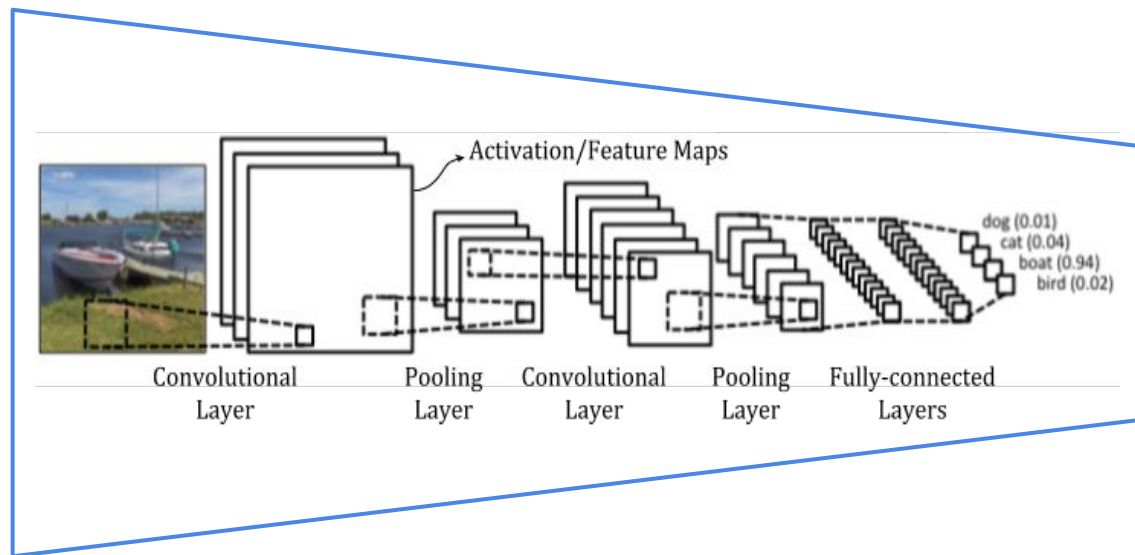 Activation/Feature Maps
dog (0.01)
cat (0.04)
boat (0.94)
bird (0.02)
Convolutional
Layer
Pooling
Layer
Convolutional
Layer
Pooling
Layer
Fully-connected
Layers